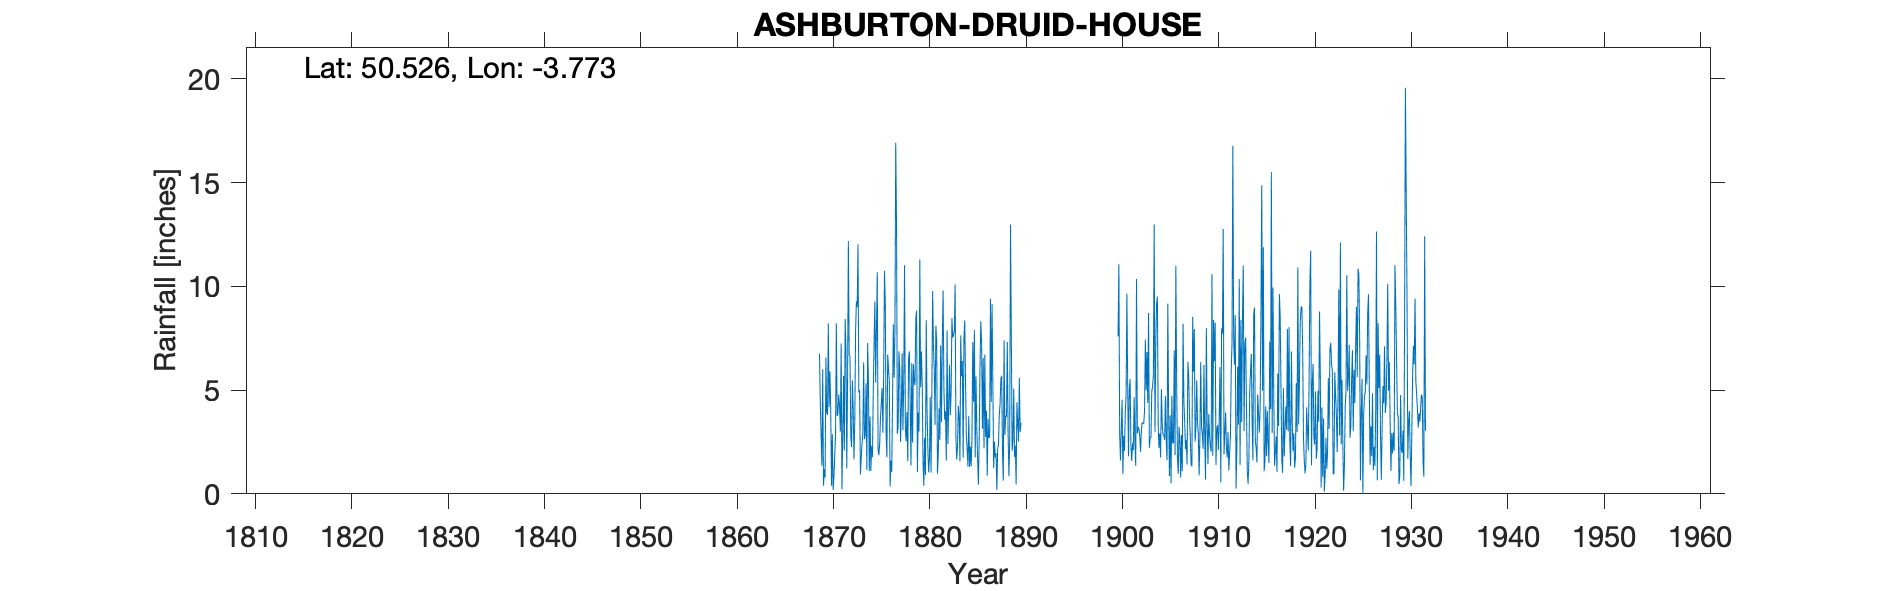 ASHBURTON-DRUID-HOUSE
Lat: 50.526, Lon: -3.773
20
15
10
5
0
Rainfall [inches]
1810 1820 1830 1840 1850 1860 1870 1880 1890 1900 1910 1920 1930 1940 1950 1960
Year